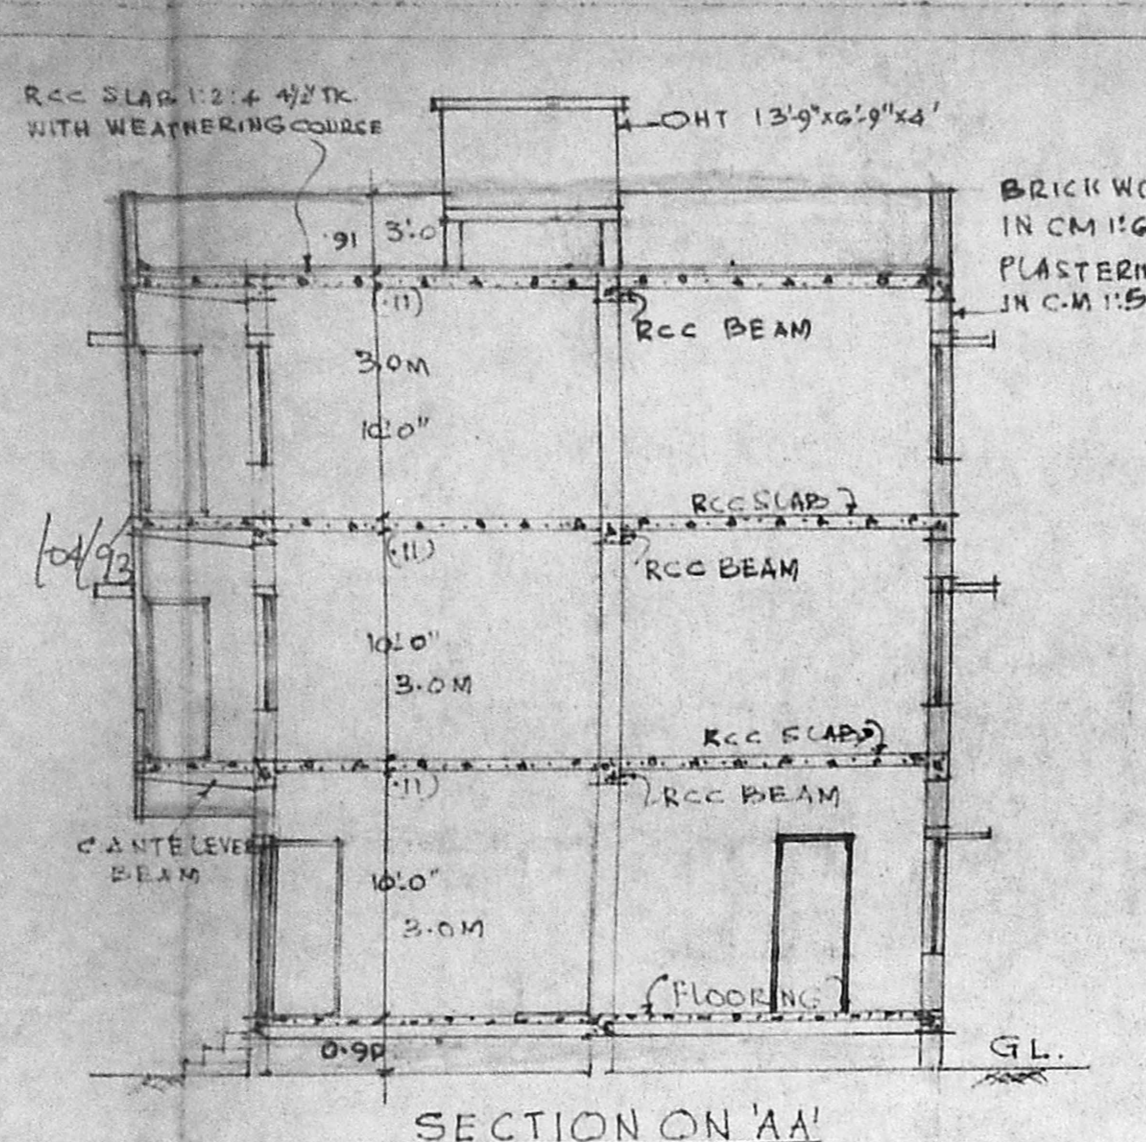 RCC SLAB 1:2:4 4½" TK.
WITH WEATHERING COURSE
OHT 13'-9"x6'-9"x4'
BRICK WO
IN CM 1:6
PLASTERIN
IN C.M 1:5
.91 3'.0
(.11)
RCC BEAM
3.0M
10'.0"
RCC SLAB
(.11)
RCC BEAM
10'.0"
3.0M
RCC SLAB
(.11)
RCC BEAM
CANTELEVER
BEAM
10'.0"
3.0M
FLOORING
0.90
GL.
SECTION ON 'AA'